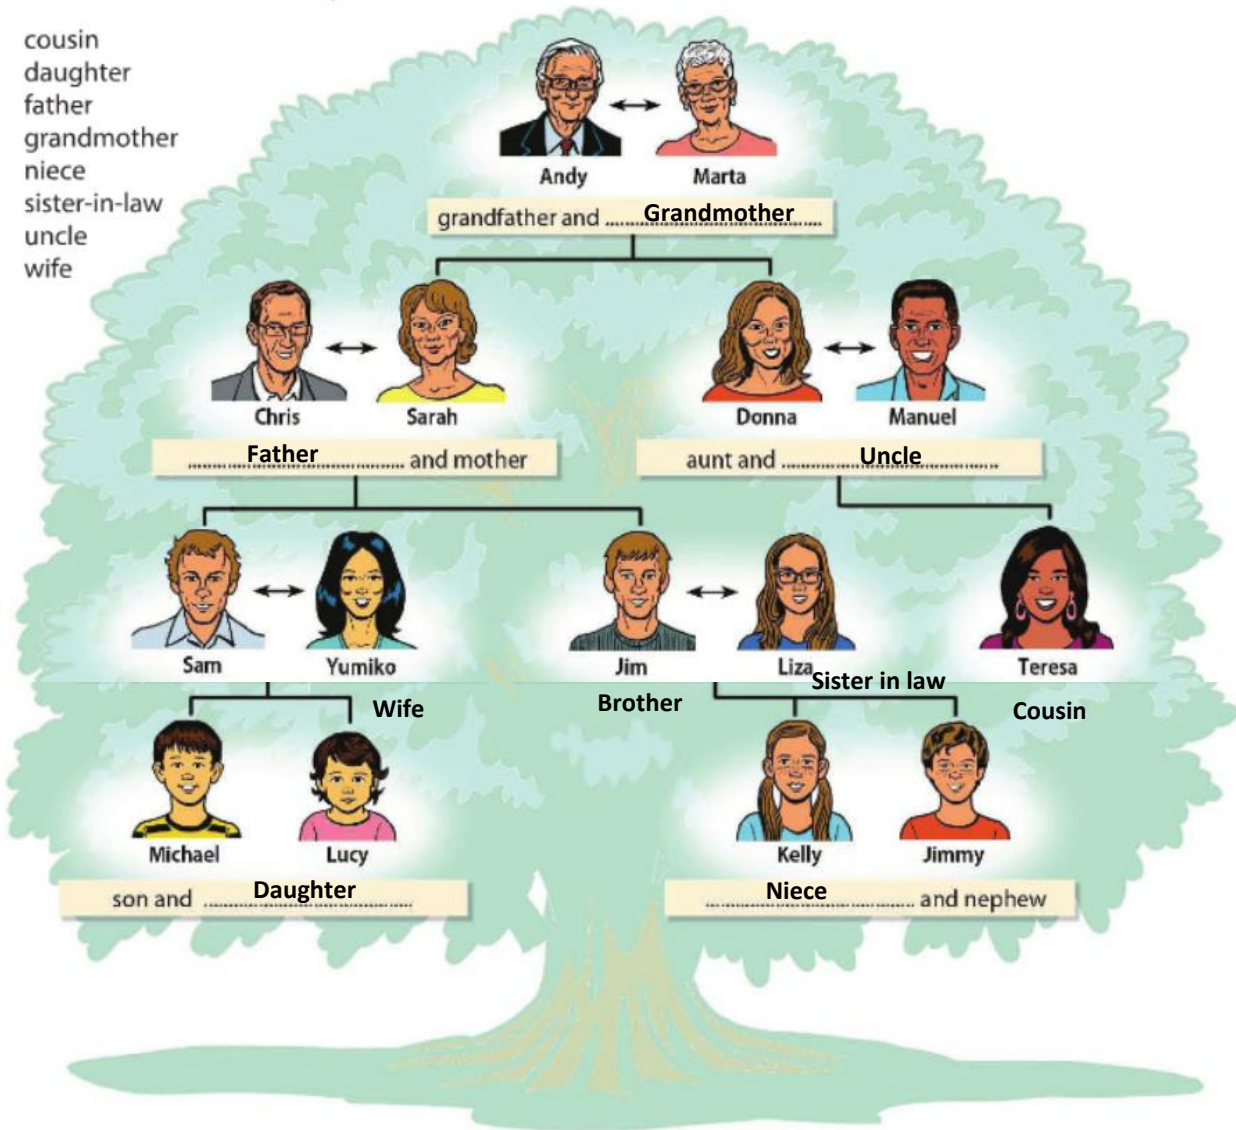 cousin
daughter
father
grandmother
niece
sister-in-law
uncle
wife
Andy Marta
grandfather and Grandmother
Chris Sarah Donna Manuel
Father and mother aunt and Uncle
Sam Yumiko Jim Liza Teresa
Wife Brother Sister in law Cousin
Michael Lucy Kelly Jimmy
son and Daughter Niece and nephew